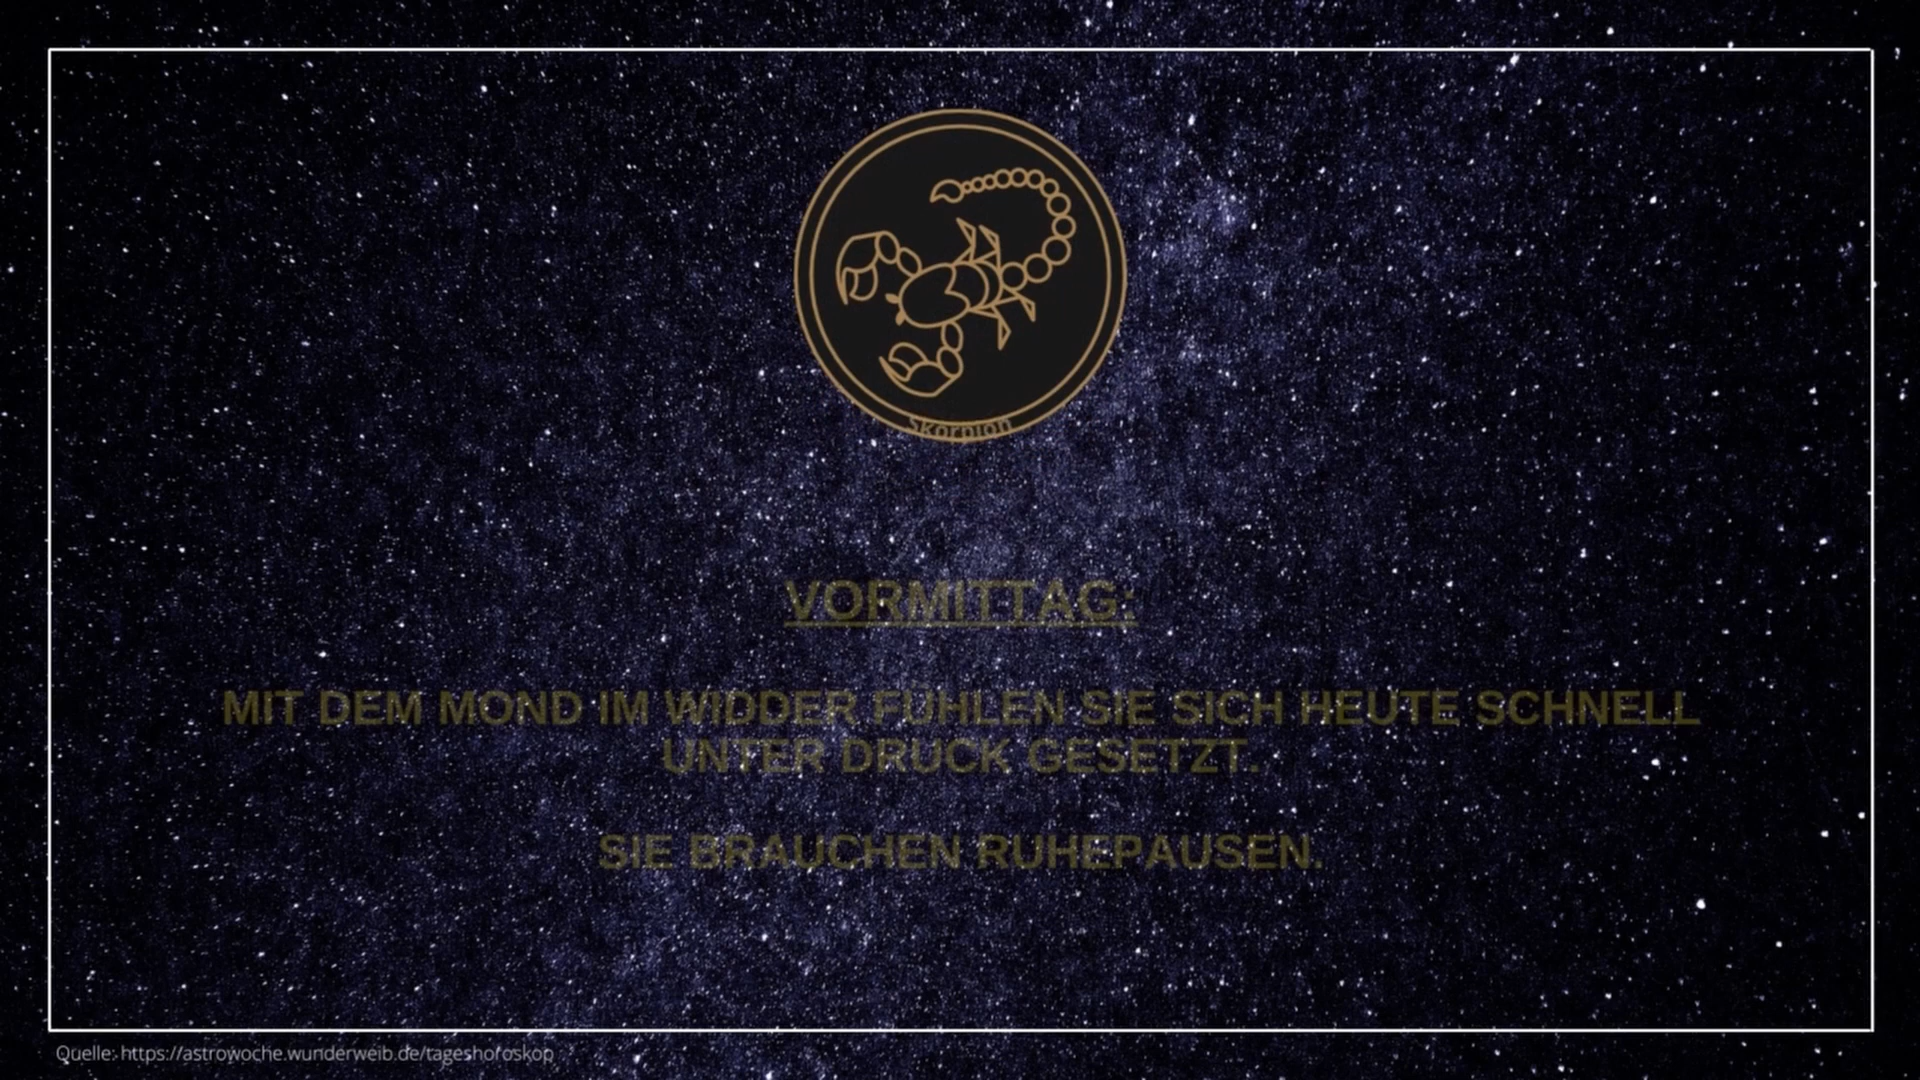 Skorpion
VORMITTAG:
MIT DEM MOND IM WIDDER FÜHLEN SIE SICH HEUTE SCHNELL
UNTER DRUCK GESETZT.
SIE BRAUCHEN RUHEPAUSEN.
Quelle: https://astrowoche.wunderweib.de/tageshoroskop